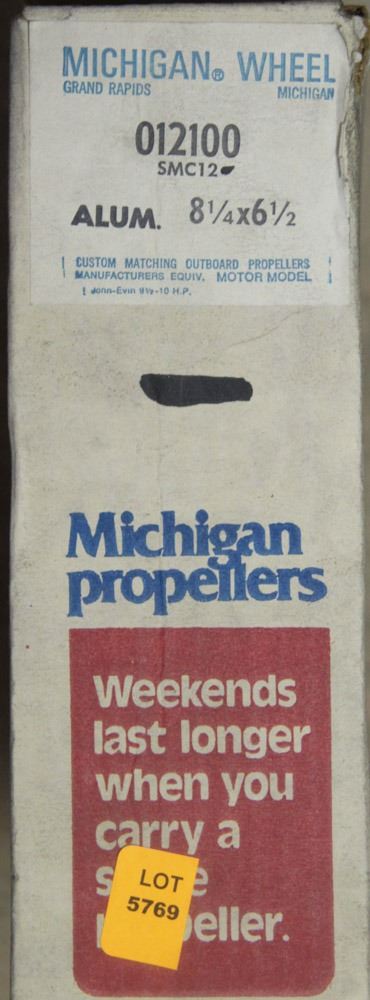 MICHIGAN® WHEEL
GRAND RAPIDS MICHIGAN
012100
SMC12
ALUM. 8¼x6½
CUSTOM MATCHING OUTBOARD PROPELLERS
MANUFACTURERS EQUIV. MOTOR MODEL
John-Evin 9½-10 H.P.
Michigan
propellers
Weekends
last longer
when you
carry a
LOT
5769
peller.